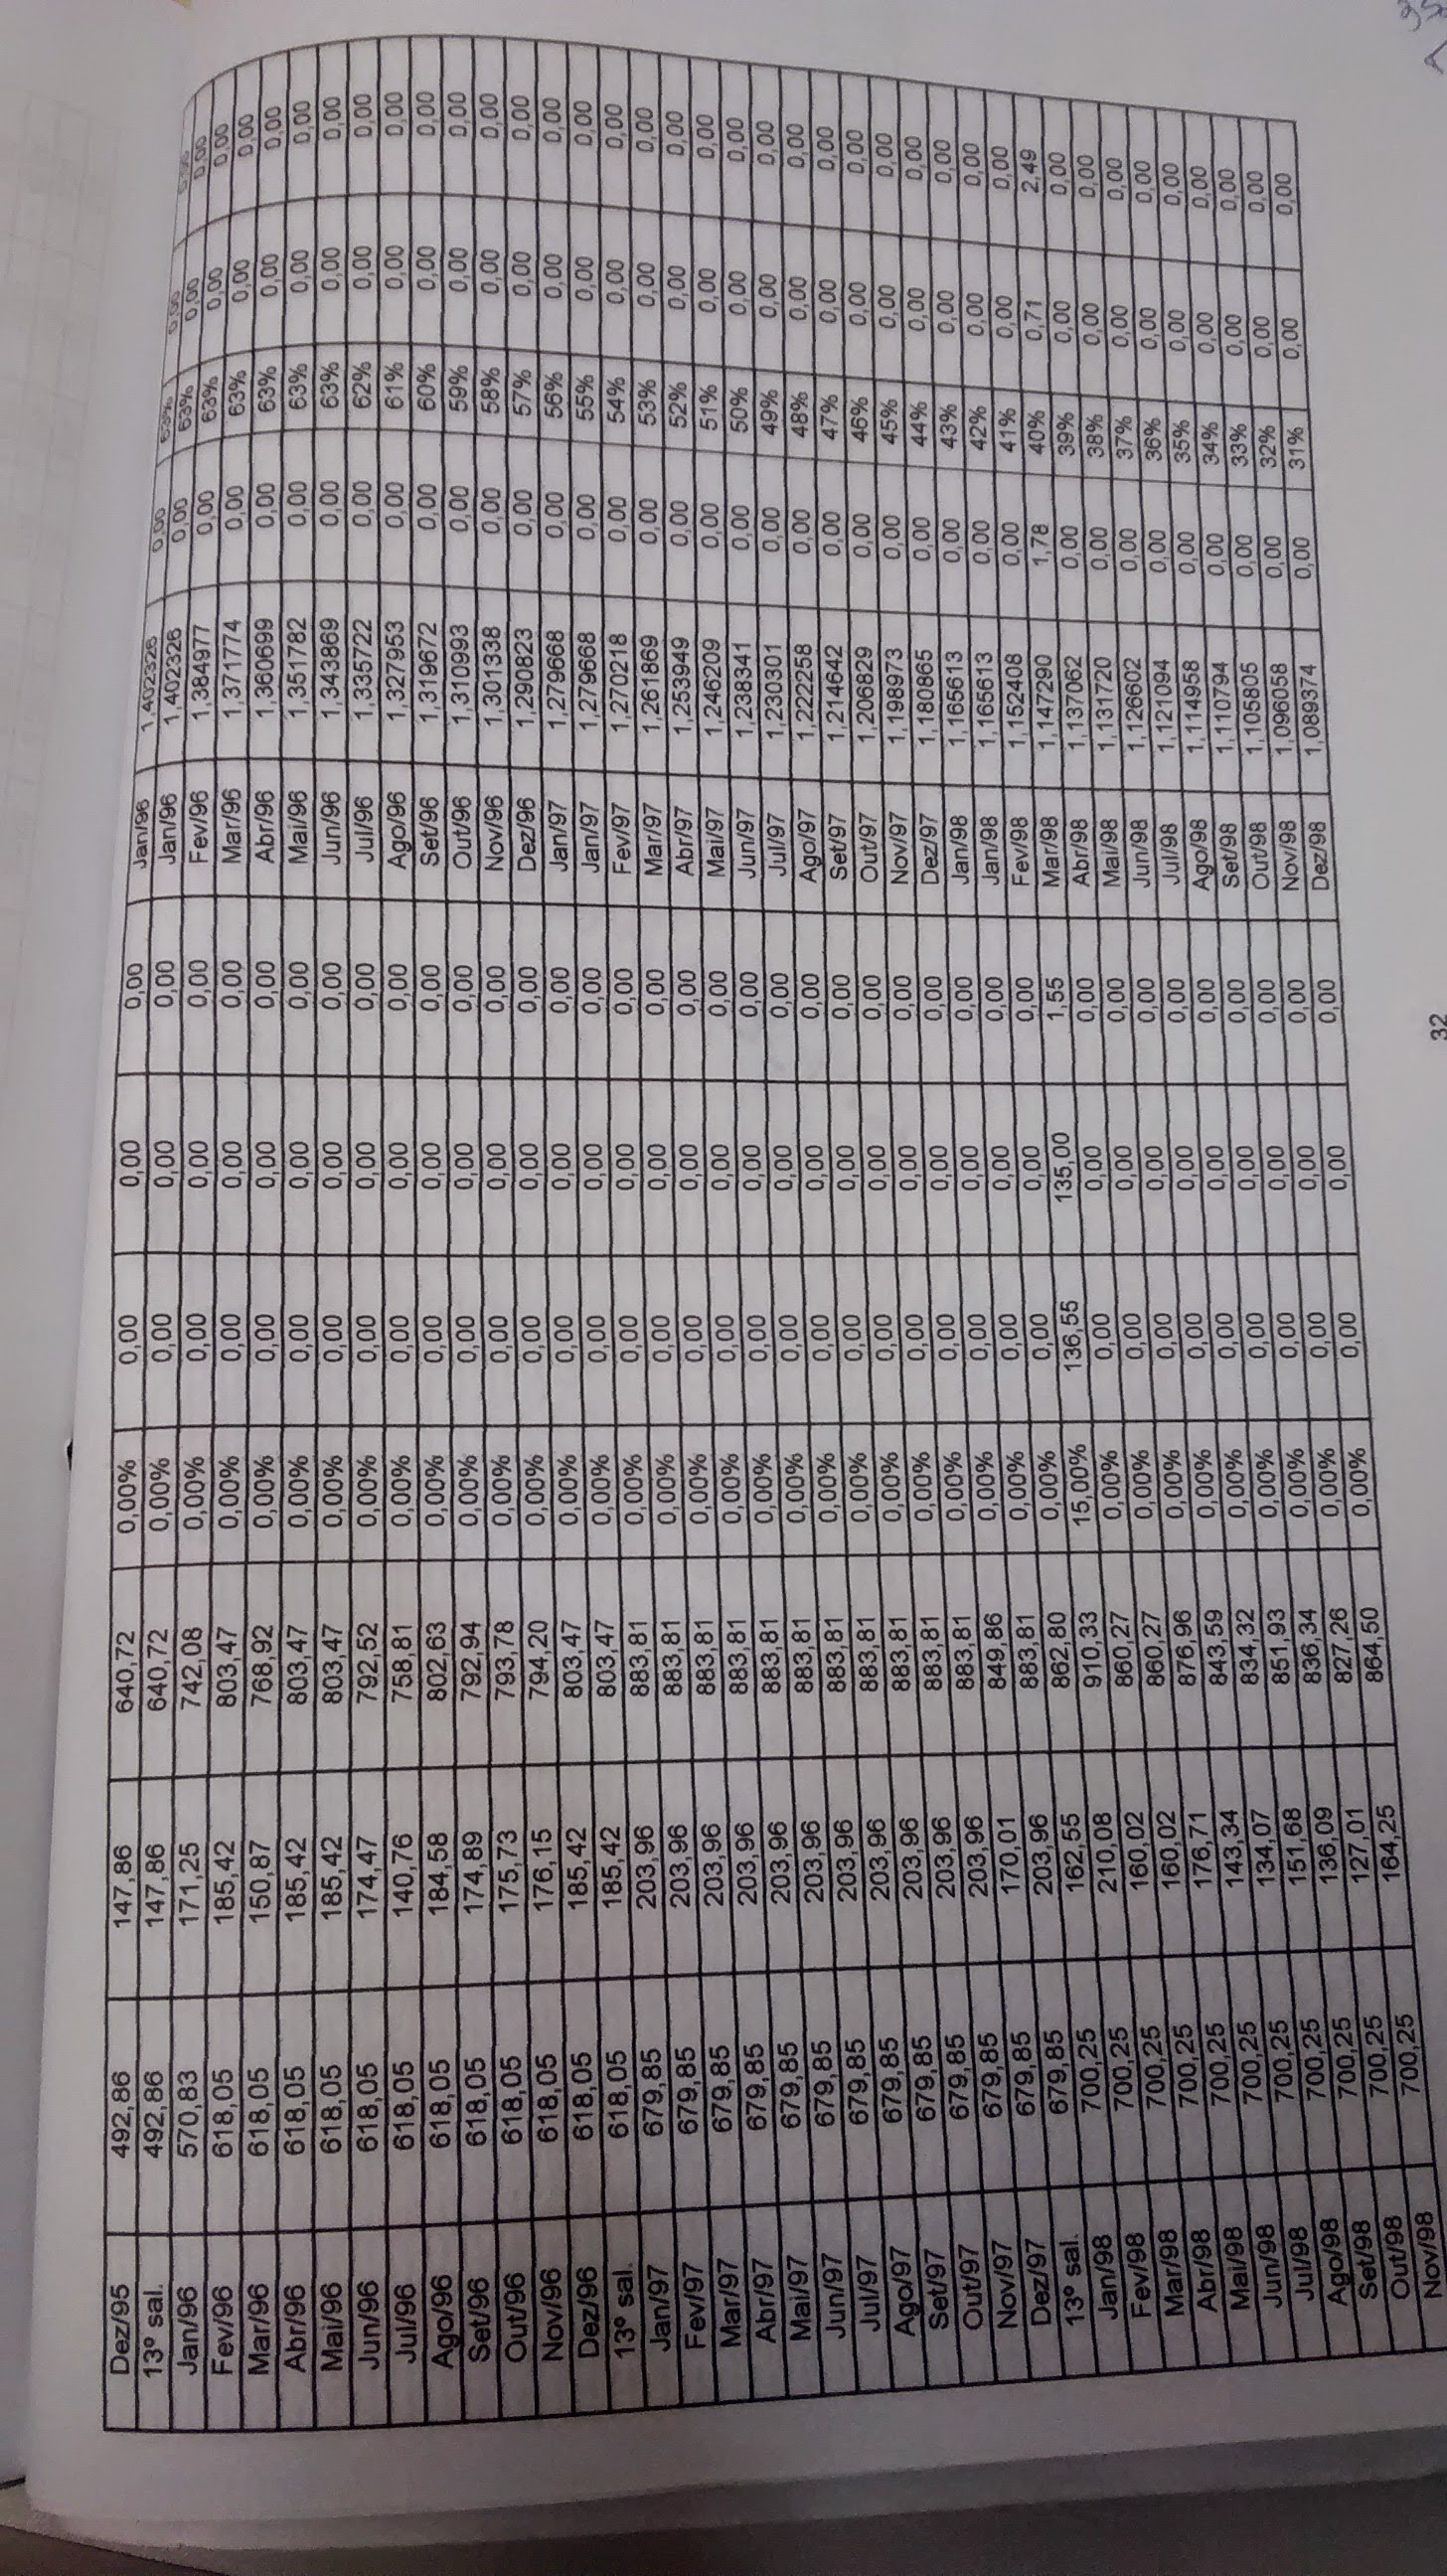 Dez/95 492,86 147,86 640,72 0,00% 0,00 0,00 0,00 Jan/96 1,402326 0,00 63% 0,00 0,00
13º sal. 492,86 147,86 640,72 0,00% 0,00 0,00 0,00 Jan/96 1,402326 0,00 63% 0,00 0,00
Jan/96 570,83 171,25 742,08 0,00% 0,00 0,00 0,00 Fev/96 1,384977 0,00 63% 0,00 0,00
Fev/96 618,05 185,42 803,47 0,00% 0,00 0,00 0,00 Mar/96 1,371774 0,00 63% 0,00 0,00
Mar/96 618,05 150,87 768,92 0,00% 0,00 0,00 0,00 Abr/96 1,360699 0,00 63% 0,00 0,00
Abr/96 618,05 185,42 803,47 0,00% 0,00 0,00 0,00 Mai/96 1,351782 0,00 63% 0,00 0,00
Mai/96 618,05 185,42 803,47 0,00% 0,00 0,00 0,00 Jun/96 1,343869 0,00 63% 0,00 0,00
Jun/96 618,05 174,47 792,52 0,00% 0,00 0,00 0,00 Jul/96 1,335722 0,00 62% 0,00 0,00
Jul/96 618,05 140,76 758,81 0,00% 0,00 0,00 0,00 Ago/96 1,327953 0,00 61% 0,00 0,00
Ago/96 618,05 184,58 802,63 0,00% 0,00 0,00 0,00 Set/96 1,319672 0,00 60% 0,00 0,00
Set/96 618,05 174,89 792,94 0,00% 0,00 0,00 0,00 Out/96 1,310993 0,00 59% 0,00 0,00
Out/96 618,05 175,73 793,78 0,00% 0,00 0,00 0,00 Nov/96 1,301338 0,00 58% 0,00 0,00
Nov/96 618,05 176,15 794,20 0,00% 0,00 0,00 0,00 Dez/96 1,290823 0,00 57% 0,00 0,00
Dez/96 618,05 185,42 803,47 0,00% 0,00 0,00 0,00 Jan/97 1,279668 0,00 56% 0,00 0,00
13º sal. 618,05 185,42 803,47 0,00% 0,00 0,00 0,00 Jan/97 1,279668 0,00 55% 0,00 0,00
Jan/97 679,85 203,96 883,81 0,00% 0,00 0,00 0,00 Fev/97 1,270218 0,00 54% 0,00 0,00
Fev/97 679,85 203,96 883,81 0,00% 0,00 0,00 0,00 Mar/97 1,261869 0,00 53% 0,00 0,00
Mar/97 679,85 203,96 883,81 0,00% 0,00 0,00 0,00 Abr/97 1,253949 0,00 52% 0,00 0,00
Abr/97 679,85 203,96 883,81 0,00% 0,00 0,00 0,00 Mai/97 1,246209 0,00 51% 0,00 0,00
Mai/97 679,85 203,96 883,81 0,00% 0,00 0,00 0,00 Jun/97 1,238341 0,00 50% 0,00 0,00
Jun/97 679,85 203,96 883,81 0,00% 0,00 0,00 0,00 Jul/97 1,230301 0,00 49% 0,00 0,00
Jul/97 679,85 203,96 883,81 0,00% 0,00 0,00 0,00 Ago/97 1,222258 0,00 48% 0,00 0,00
Ago/97 679,85 203,96 883,81 0,00% 0,00 0,00 0,00 Set/97 1,214642 0,00 47% 0,00 0,00
Set/97 679,85 203,96 883,81 0,00% 0,00 0,00 0,00 Out/97 1,206829 0,00 46% 0,00 0,00
Out/97 679,85 203,96 883,81 0,00% 0,00 0,00 0,00 Nov/97 1,198973 0,00 45% 0,00 0,00
Nov/97 679,85 203,96 883,81 0,00% 0,00 0,00 0,00 Dez/97 1,180865 0,00 44% 0,00 0,00
Dez/97 679,85 170,01 849,86 0,00% 0,00 0,00 0,00 Jan/98 1,165613 0,00 43% 0,00 0,00
13º sal. 679,85 203,96 883,81 0,00% 0,00 0,00 0,00 Jan/98 1,165613 0,00 42% 0,00 0,00
Jan/98 700,25 162,55 862,80 0,00% 0,00 0,00 0,00 Fev/98 1,152408 0,00 41% 0,00 0,00
Fev/98 700,25 210,08 910,33 15,00% 136,55 135,00 1,55 Mar/98 1,147290 1,78 40% 0,71 2,49
Mar/98 700,25 160,02 860,27 0,00% 0,00 0,00 0,00 Abr/98 1,137062 0,00 39% 0,00 0,00
Abr/98 700,25 160,02 860,27 0,00% 0,00 0,00 0,00 Mai/98 1,131720 0,00 38% 0,00 0,00
Mai/98 700,25 176,71 876,96 0,00% 0,00 0,00 0,00 Jun/98 1,126602 0,00 37% 0,00 0,00
Jun/98 700,25 143,34 843,59 0,00% 0,00 0,00 0,00 Jul/98 1,121094 0,00 36% 0,00 0,00
Jul/98 700,25 134,07 834,32 0,00% 0,00 0,00 0,00 Ago/98 1,114958 0,00 35% 0,00 0,00
Ago/98 700,25 151,68 851,93 0,00% 0,00 0,00 0,00 Set/98 1,110794 0,00 34% 0,00 0,00
Set/98 700,25 136,09 836,34 0,00% 0,00 0,00 0,00 Out/98 1,105805 0,00 33% 0,00 0,00
Out/98 700,25 127,01 827,26 0,00% 0,00 0,00 0,00 Nov/98 1,096058 0,00 32% 0,00 0,00
Nov/98 700,25 164,25 864,50 0,00% 0,00 0,00 0,00 Dez/98 1,089374 0,00 31% 0,00 0,00
32